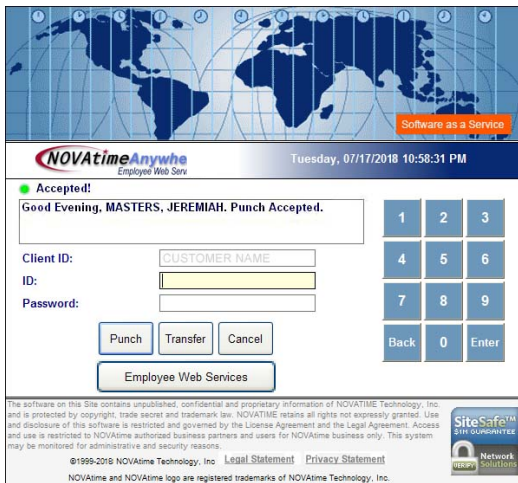 Software as a Service
NOVAtimeAnywhe
Employee Web Serv
Tuesday, 07/17/2018 10:58:31 PM
Accepted!
Good Evening, MASTERS, JEREMIAH. Punch Accepted.
Client ID: CUSTOMER NAME
ID:
Password:
1 2 3
4 5 6
7 8 9
Back 0 Enter
Punch Transfer Cancel
Employee Web Services
The software on this Site contains unpublished, confidential and proprietary information of NOVATIME Technology, Inc.
and is protected by copyright, trade secret and trademark law. NOVATIME retains all rights not expressly granted. Use
and disclosure of this software is restricted and governed by the License Agreement and the Legal Agreement. Access
and use is restricted to NOVAtime authorized business partners and users for NOVAtime business only. This system
may be monitored for administrative and security reasons.
©1999-2018 NOVAtime Technology, Inc Legal Statement Privacy Statement
NOVAtime and NOVAtime logo are registered trademarks of NOVAtime Technology, Inc.
SiteSafe™
$1M GUARANTEE
Network
Solutions
VERIFY